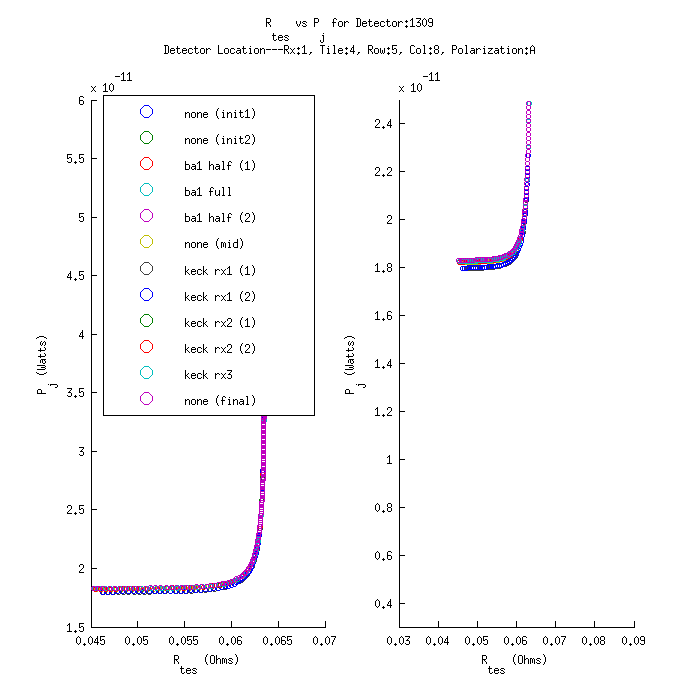 R_tes vs P_j for Detector:1309
Detector Location---Rx:1, Tile:4, Row:5, Col:8, Polarization:A
x 10^-11
6
5.5
5
4.5
4
3.5
3
2.5
2
1.5
P_j (Watts)
0.045 0.05 0.055 0.06 0.065 0.07
R_tes (Ohms)
none (init1)
none (init2)
ba1 half (1)
ba1 full
ba1 half (2)
none (mid)
keck rx1 (1)
keck rx1 (2)
keck rx2 (1)
keck rx2 (2)
keck rx3
none (final)
x 10^-11
2.4
2.2
2
1.8
1.6
1.4
1.2
1
0.8
0.6
0.4
P_j (Watts)
0.03 0.04 0.05 0.06 0.07 0.08 0.09
R_tes (Ohms)